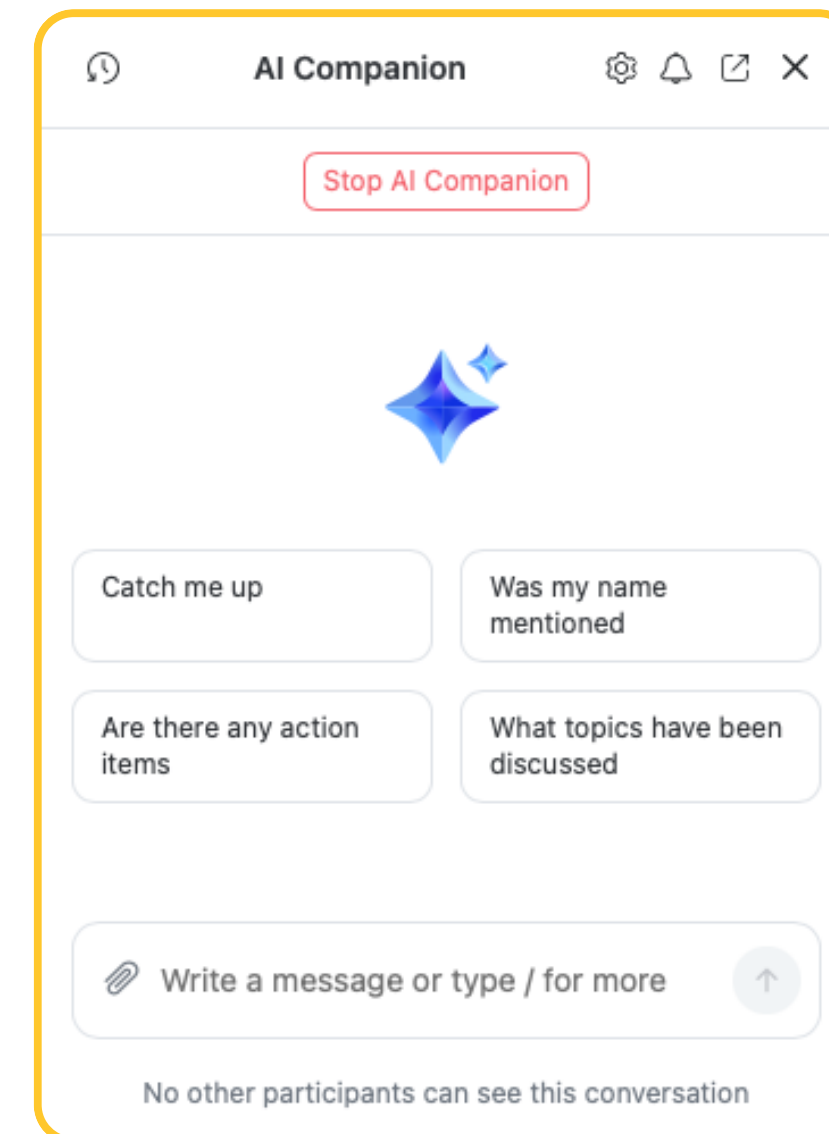 AI Companion
Stop AI Companion
Catch me up
Was my name
mentioned
Are there any action
items
What topics have been
discussed
Write a message or type / for more
No other participants can see this conversation